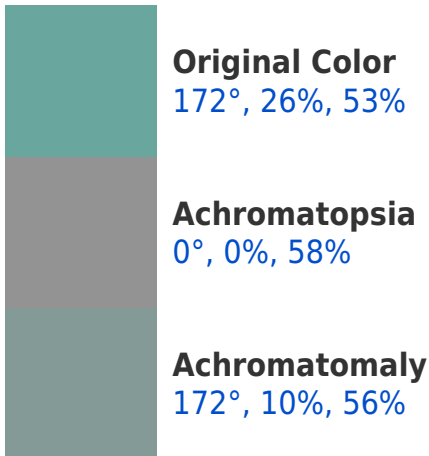 Original Color
172°, 26%, 53%
Achromatopsia
0°, 0%, 58%
Achromatomaly
172°, 10%, 56%